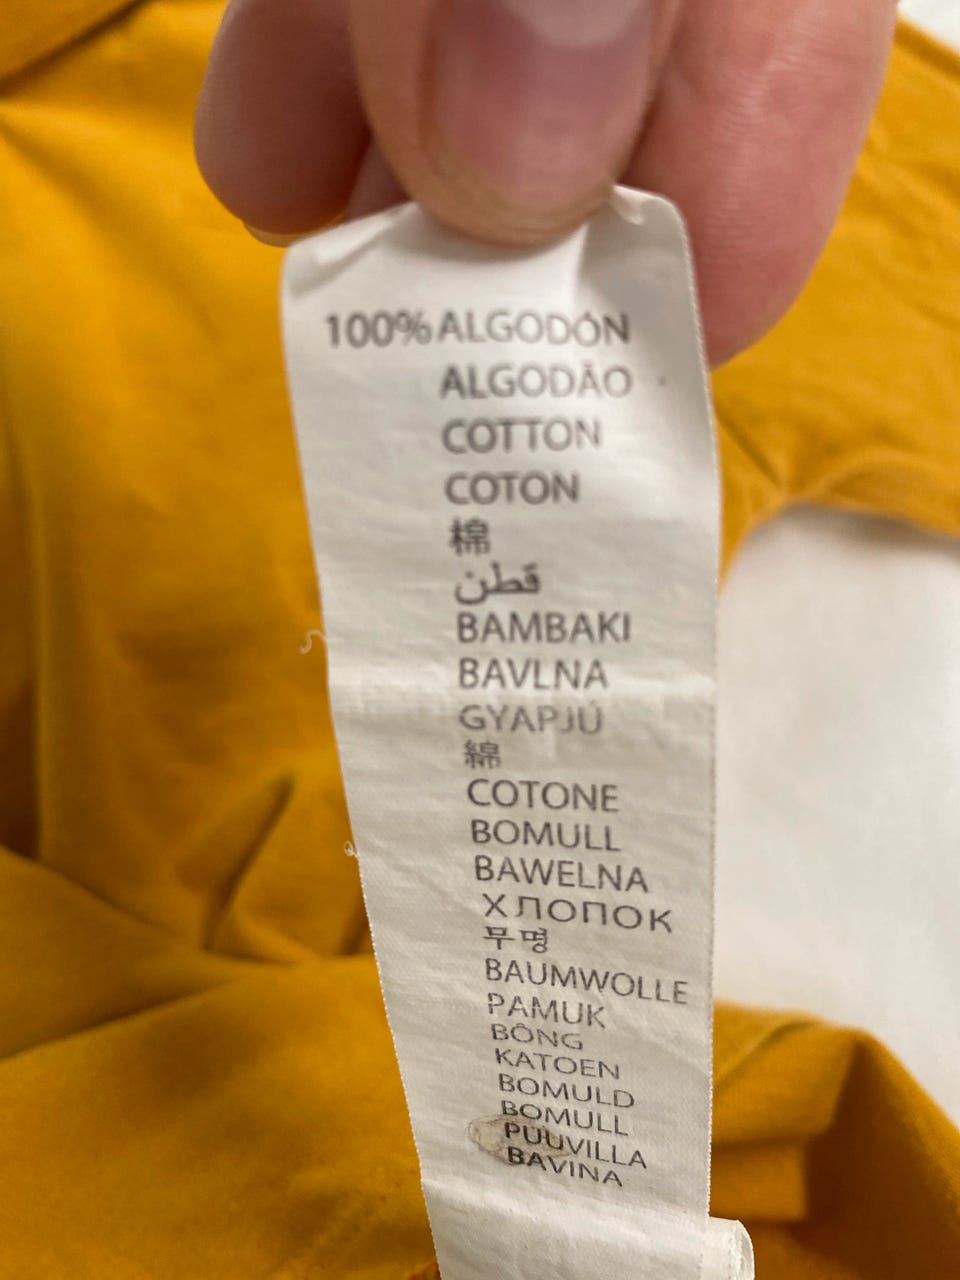 100% ALGODÓN
ALGODÃO
COTTON
COTON
棉
قطن
BAMBAKI
BAVLNA
GYAPJÚ
綿
COTONE
BOMULL
BAWELNA
ХЛОПОК
무명
BAUMWOLLE
PAMUK
BÔNG
KATOEN
BOMULD
BOMULL
PUUVILLA
BAVINA